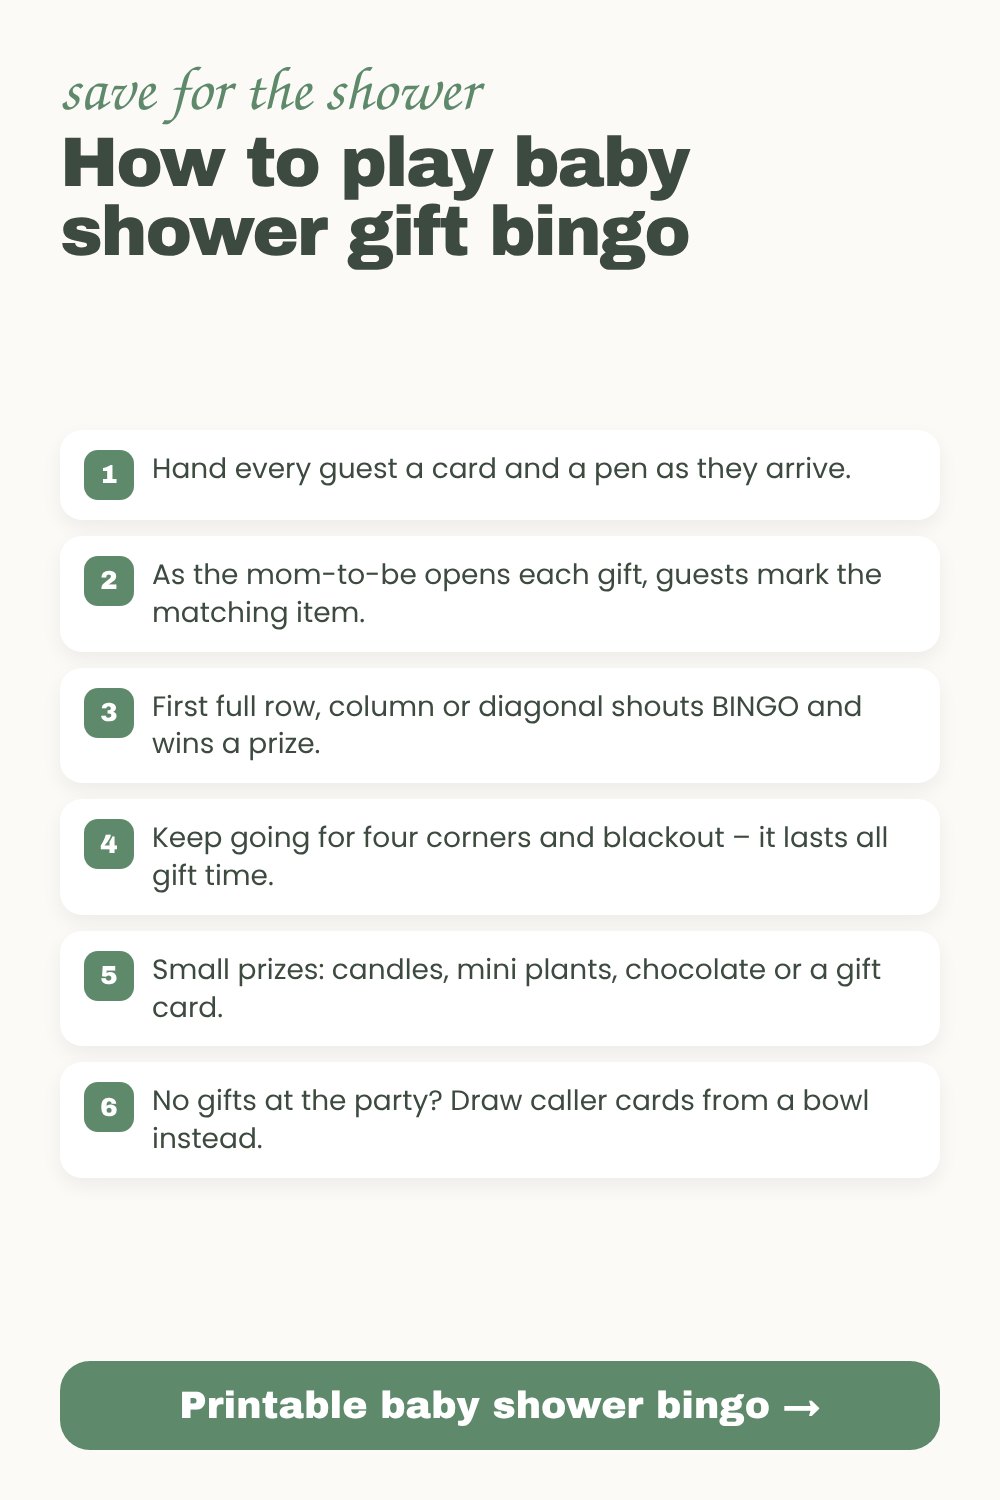 save for the shower
How to play baby
shower gift bingo
1 Hand every guest a card and a pen as they arrive.
2 As the mom-to-be opens each gift, guests mark the
matching item.
3 First full row, column or diagonal shouts BINGO and
wins a prize.
4 Keep going for four corners and blackout – it lasts all
gift time.
5 Small prizes: candles, mini plants, chocolate or a gift
card.
6 No gifts at the party? Draw caller cards from a bowl
instead.
Printable baby shower bingo →